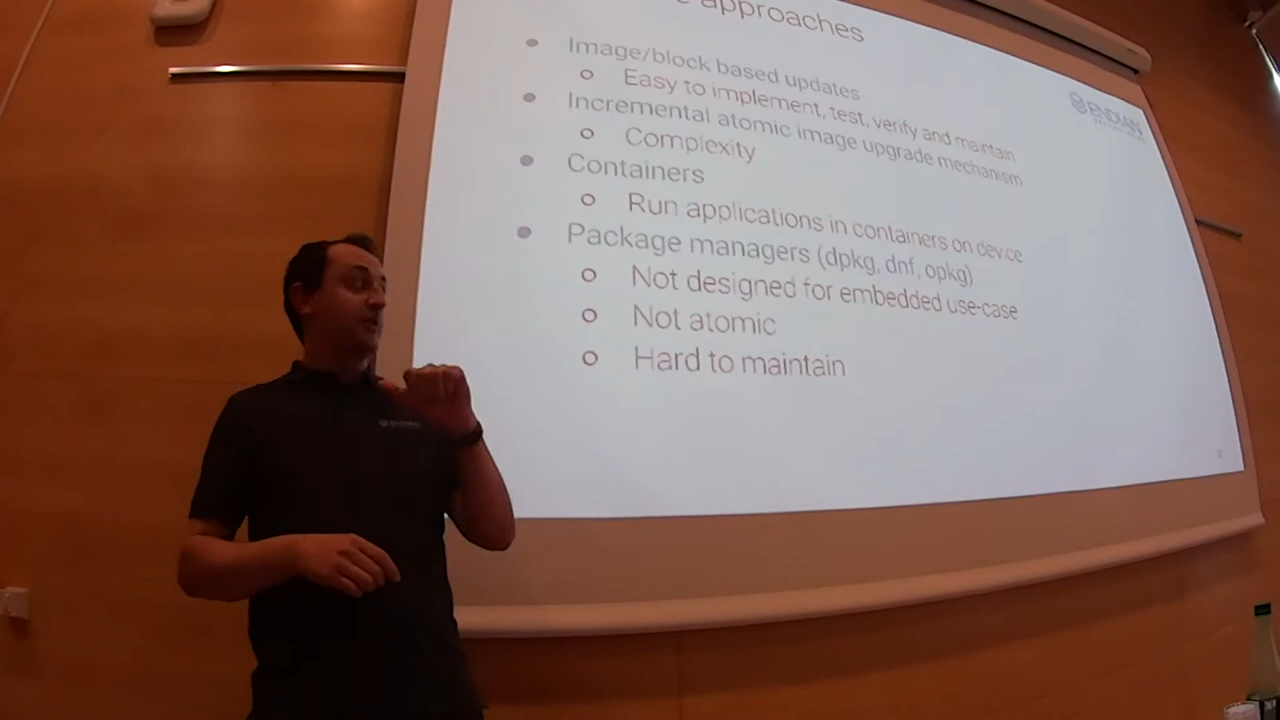 approaches
Image/block based updates
Easy to implement, test, verify and maintain
Incremental atomic image upgrade mechanism
Complexity
Containers
Run applications in containers on device
Package managers (dpkg, dnf, opkg)
Not designed for embedded use-case
Not atomic
Hard to maintain
ENDIAN